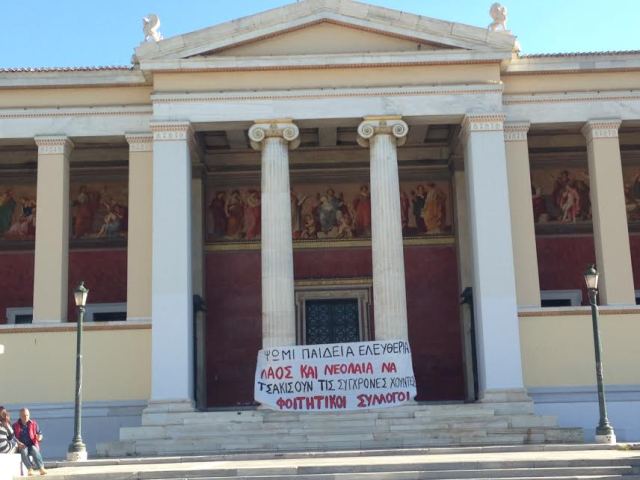 ΨΩΜΙ ΠΑΙΔΕΙΑ ΕΛΕΥΘΕΡΙΑ
ΛΑΟΣ ΚΑΙ ΝΕΟΛΑΙΑ ΝΑ
ΤΣΑΚΙΣΟΥΝ ΤΙΣ ΣΥΓΧΡΟΝΕΣ ΧΟΥΝΤΕΣ
ΦΟΙΤΗΤΙΚΟΙ ΣΥΛΛΟΓΟΙ